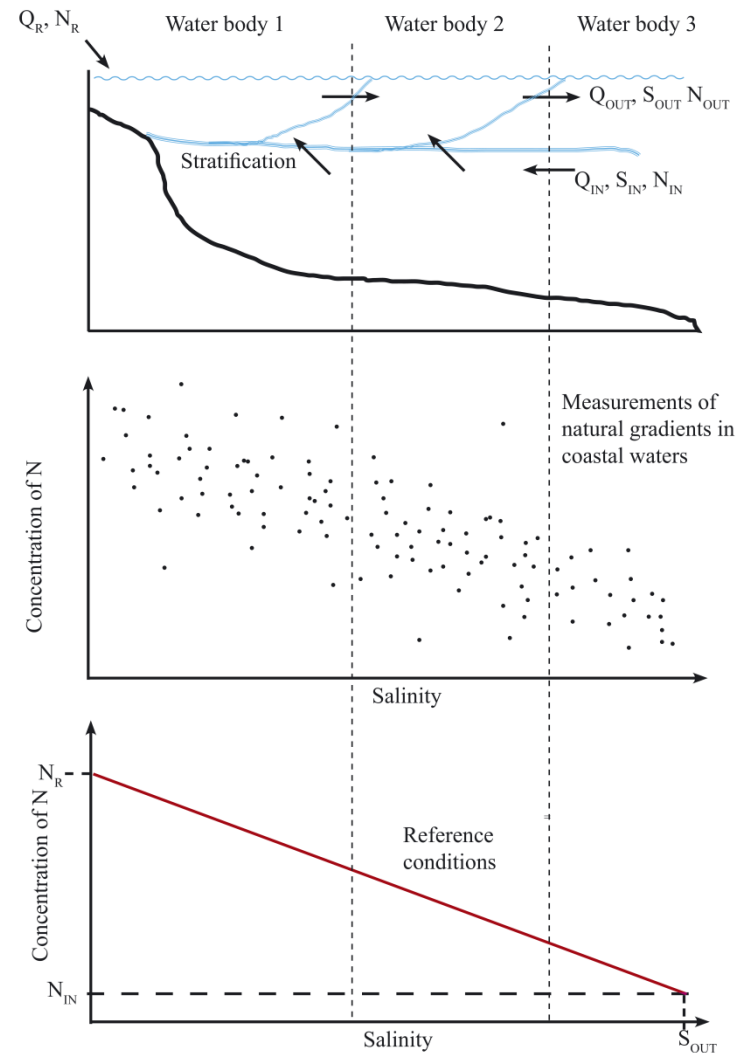 Water body 1 Water body 2 Water body 3
Q_R, N_R
Q_OUT, S_OUT N_OUT
Stratification
Q_IN, S_IN, N_IN
Measurements of
natural gradients in
coastal waters
Concentration of N
Salinity
N_R
Concentration of N
Reference
conditions
N_IN
Salinity
S_OUT